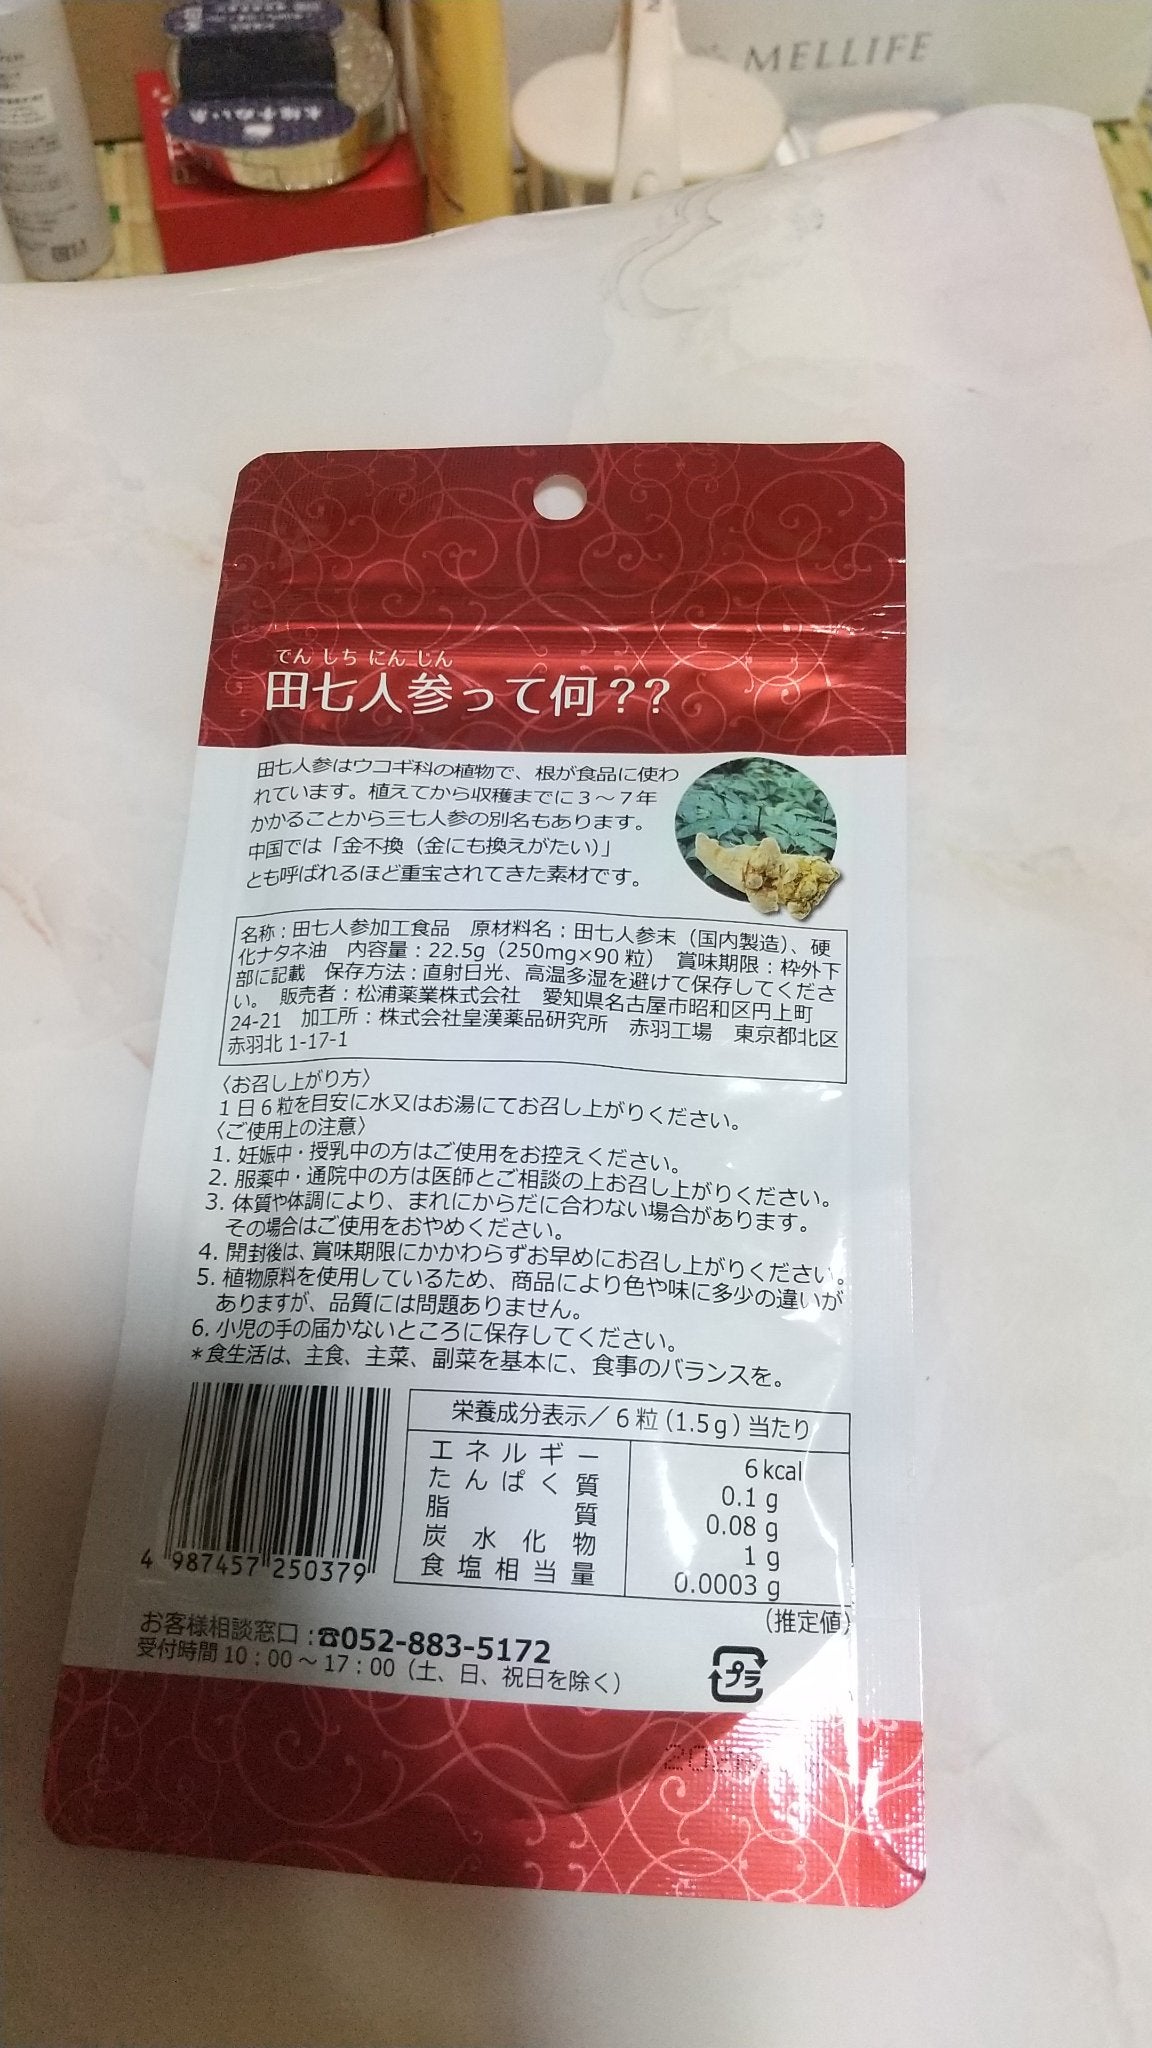 MELLIFE
でん しち にん じん
田七人参って何??
田七人参はウコギ科の植物で、根が食品に使わ
れています。植えてから収穫までに3～7年
かかることから三七人参の別名もあります。
中国では「金不換（金にも換えがたい）」
とも呼ばれるほど重宝されてきた素材です。
名称：田七人参加工食品　原材料名：田七人参末（国内製造）、硬
化ナタネ油　内容量：22.5g（250mg×90粒）　賞味期限：枠外下
部に記載　保存方法：直射日光、高温多湿を避けて保存してくださ
い。　販売者：松浦薬業株式会社　愛知県名古屋市昭和区円上町
24-21　加工所：株式会社皇漢薬品研究所　赤羽工場　東京都北区
赤羽北1-17-1
〈お召し上がり方〉
1日6粒を目安に水又はお湯にてお召し上がりください。
〈ご使用上の注意〉
1. 妊娠中・授乳中の方はご使用をお控えください。
2. 服薬中・通院中の方は医師とご相談の上お召し上がりください。
3. 体質や体調により、まれにからだに合わない場合があります。
その場合はご使用をおやめください。
4. 開封後は、賞味期限にかかわらずお早めにお召し上がりください。
5. 植物原料を使用しているため、商品により色や味に多少の違いが
ありますが、品質には問題ありません。
6. 小児の手の届かないところに保存してください。
＊食生活は、主食、主菜、副菜を基本に、食事のバランスを。
栄養成分表示／6粒(1.5g)当たり
エネルギー 6kcal
たんぱく質 0.1g
脂質 0.08g
炭水化物 1g
食塩相当量 0.0003g
(推定値)
4 987457 250379
お客様相談窓口：☎052-883-5172
受付時間10：00～17：00（土、日、祝日を除く）
プラ